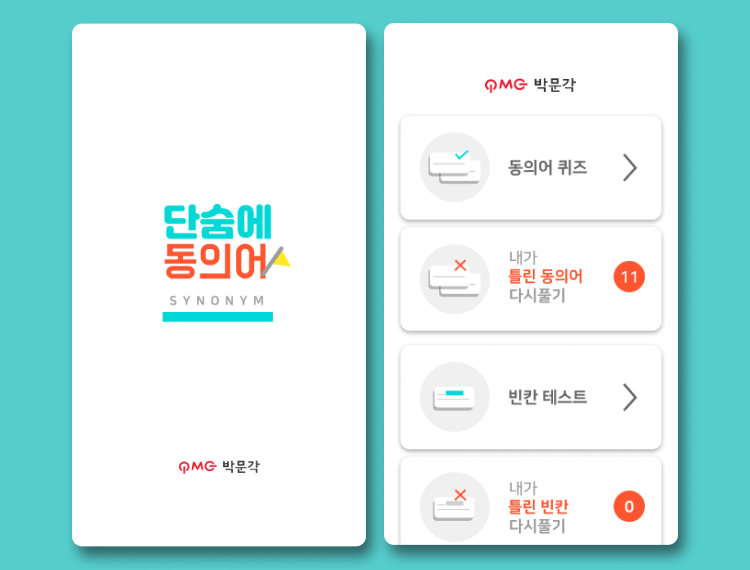 단숨에
동의어
SYNONYM
PMG 박문각
PMG 박문각
동의어 퀴즈
내가
틀린 동의어
다시풀기
11
빈칸 테스트
내가
틀린 빈칸
다시풀기
0